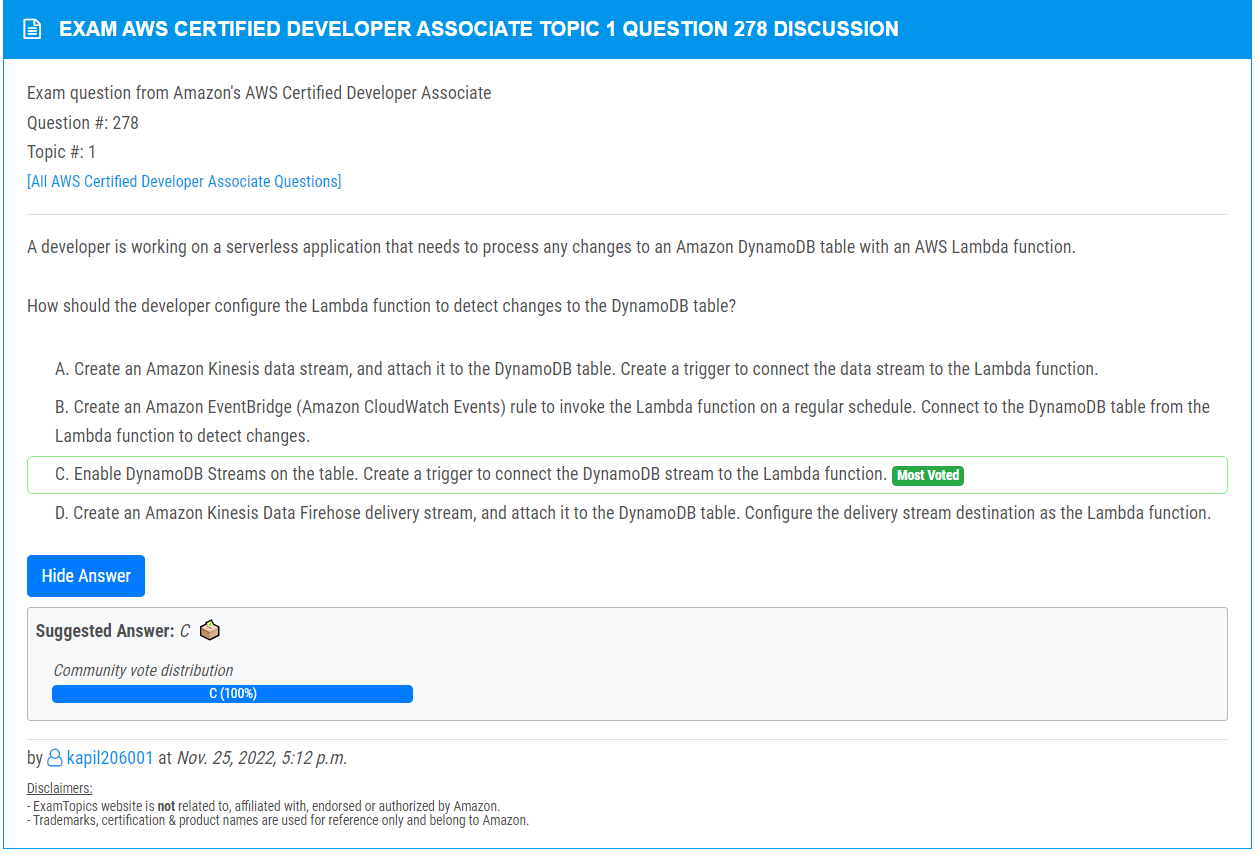 EXAM AWS CERTIFIED DEVELOPER ASSOCIATE TOPIC 1 QUESTION 278 DISCUSSION
Exam question from Amazon's AWS Certified Developer Associate
Question #: 278
Topic #: 1
[All AWS Certified Developer Associate Questions]
A developer is working on a serverless application that needs to process any changes to an Amazon DynamoDB table with an AWS Lambda function.
How should the developer configure the Lambda function to detect changes to the DynamoDB table?
A. Create an Amazon Kinesis data stream, and attach it to the DynamoDB table. Create a trigger to connect the data stream to the Lambda function.
B. Create an Amazon EventBridge (Amazon CloudWatch Events) rule to invoke the Lambda function on a regular schedule. Connect to the DynamoDB table from the
Lambda function to detect changes.
C. Enable DynamoDB Streams on the table. Create a trigger to connect the DynamoDB stream to the Lambda function. Most Voted
D. Create an Amazon Kinesis Data Firehose delivery stream, and attach it to the DynamoDB table. Configure the delivery stream destination as the Lambda function.
Hide Answer
Suggested Answer: C
Community vote distribution
C (100%)
by kapil206001 at Nov. 25, 2022, 5:12 p.m.
Disclaimers:
- ExamTopics website is not related to, affiliated with, endorsed or authorized by Amazon.
- Trademarks, certification & product names are used for reference only and belong to Amazon.